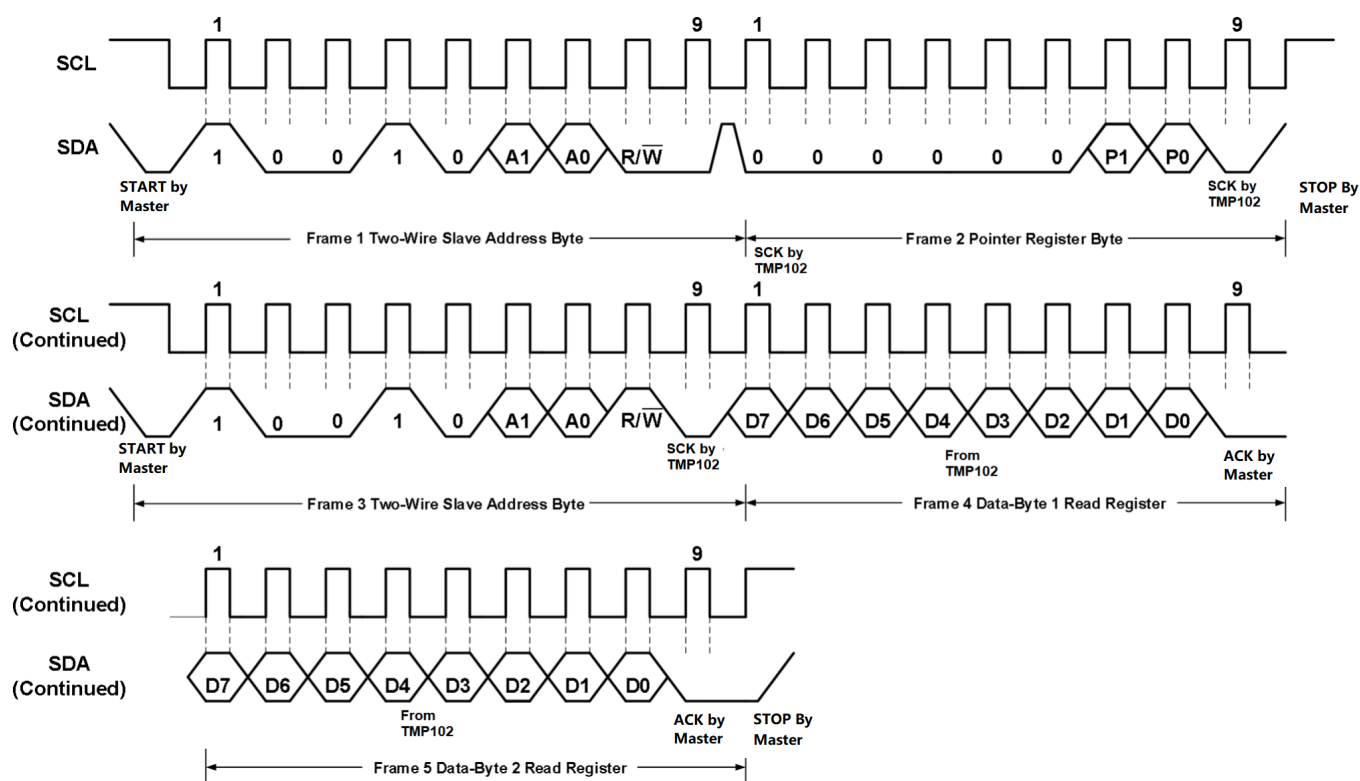 1 9 1 9
SCL
SDA
1 0 0 1 0 A1 A0 R/W̅ 0 0 0 0 0 0 P1 P0
START by
Master
SCK by
TMP102
STOP By
Master
Frame 1 Two-Wire Slave Address Byte
Frame 2 Pointer Register Byte
SCK by
TMP102
1 9 1 9
SCL
(Continued)
SDA
(Continued)
1 0 0 1 0 A1 A0 R/W̅ D7 D6 D5 D4 D3 D2 D1 D0
START by
Master
SCK by
TMP102
From
TMP102
ACK by
Master
Frame 3 Two-Wire Slave Address Byte
Frame 4 Data-Byte 1 Read Register
1 9
SCL
(Continued)
SDA
(Continued)
D7 D6 D5 D4 D3 D2 D1 D0
From
TMP102
ACK by
Master
STOP By
Master
Frame 5 Data-Byte 2 Read Register